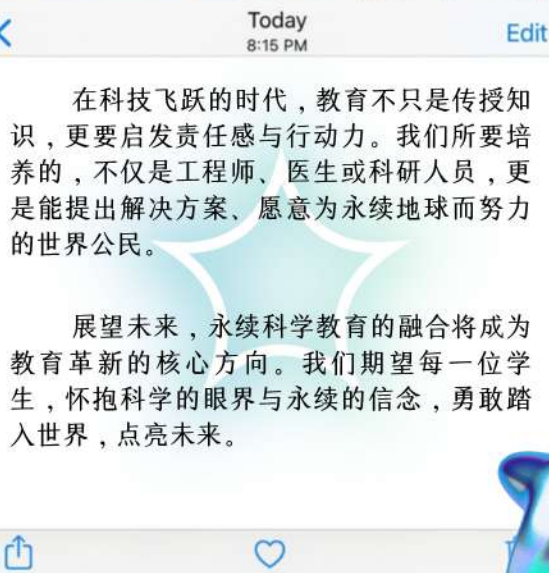 Today
8:15 PM
Edit
在科技飞跃的时代，教育不只是传授知
识，更要启发责任感与行动力。我们所要培
养的，不仅是工程师、医生或科研人员，更
是能提出解决方案、愿意为永续地球而努力
的世界公民。
展望未来，永续科学教育的融合将成为
教育革新的核心方向。我们期望每一位学
生，怀抱科学的眼界与永续的信念，勇敢踏
入世界，点亮未来。